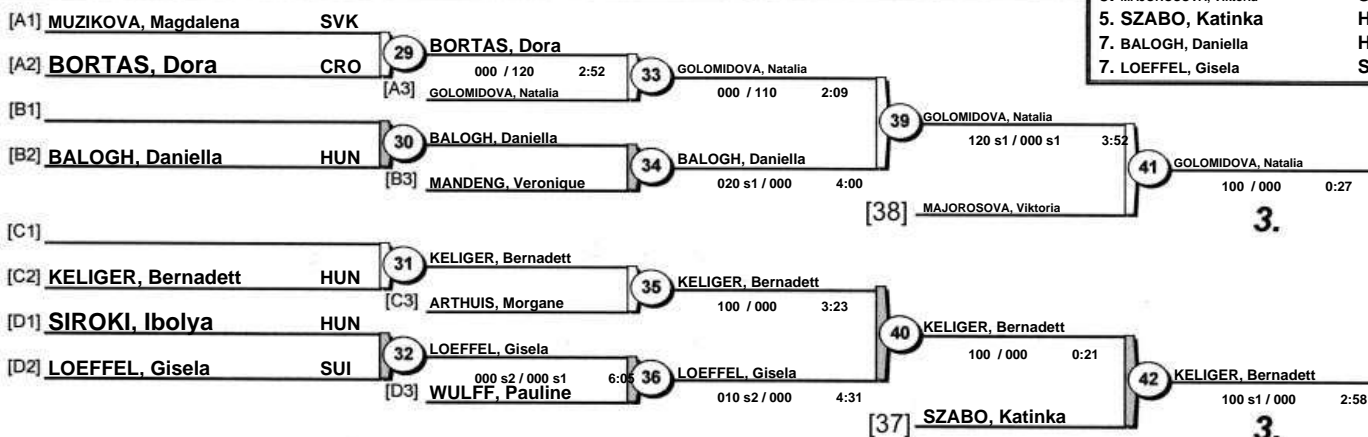 [A1] MUZIKOVA, Magdalena SVK
[A2] BORTAS, Dora CRO
29
BORTAS, Dora
000 / 120 2:52
[A3] GOLOMIDOVA, Natalia
33
GOLOMIDOVA, Natalia
000 / 110 2:09
[B1]
[B2] BALOGH, Daniella HUN
30
BALOGH, Daniella
[B3] MANDENG, Veronique
34
BALOGH, Daniella
020 s1 / 000 4:00
39
GOLOMIDOVA, Natalia
120 s1 / 000 s1 3:52
[38] MAJOROSOVA, Viktoria
41
GOLOMIDOVA, Natalia
100 / 000 0:27
3.
[C1]
[C2] KELIGER, Bernadett HUN
31
KELIGER, Bernadett
[C3] ARTHUIS, Morgane
35
KELIGER, Bernadett
100 / 000 3:23
[D1] SIROKI, Ibolya HUN
[D2] LOEFFEL, Gisela SUI
32
LOEFFEL, Gisela
000 s2 / 000 s1 6:05
[D3] WULFF, Pauline
36
LOEFFEL, Gisela
010 s2 / 000 4:31
40
KELIGER, Bernadett
100 / 000 0:21
[37] SZABO, Katinka
42
KELIGER, Bernadett
100 s1 / 000 2:58
3.
5. SZABO, Katinka H
7. BALOGH, Daniella H
7. LOEFFEL, Gisela S